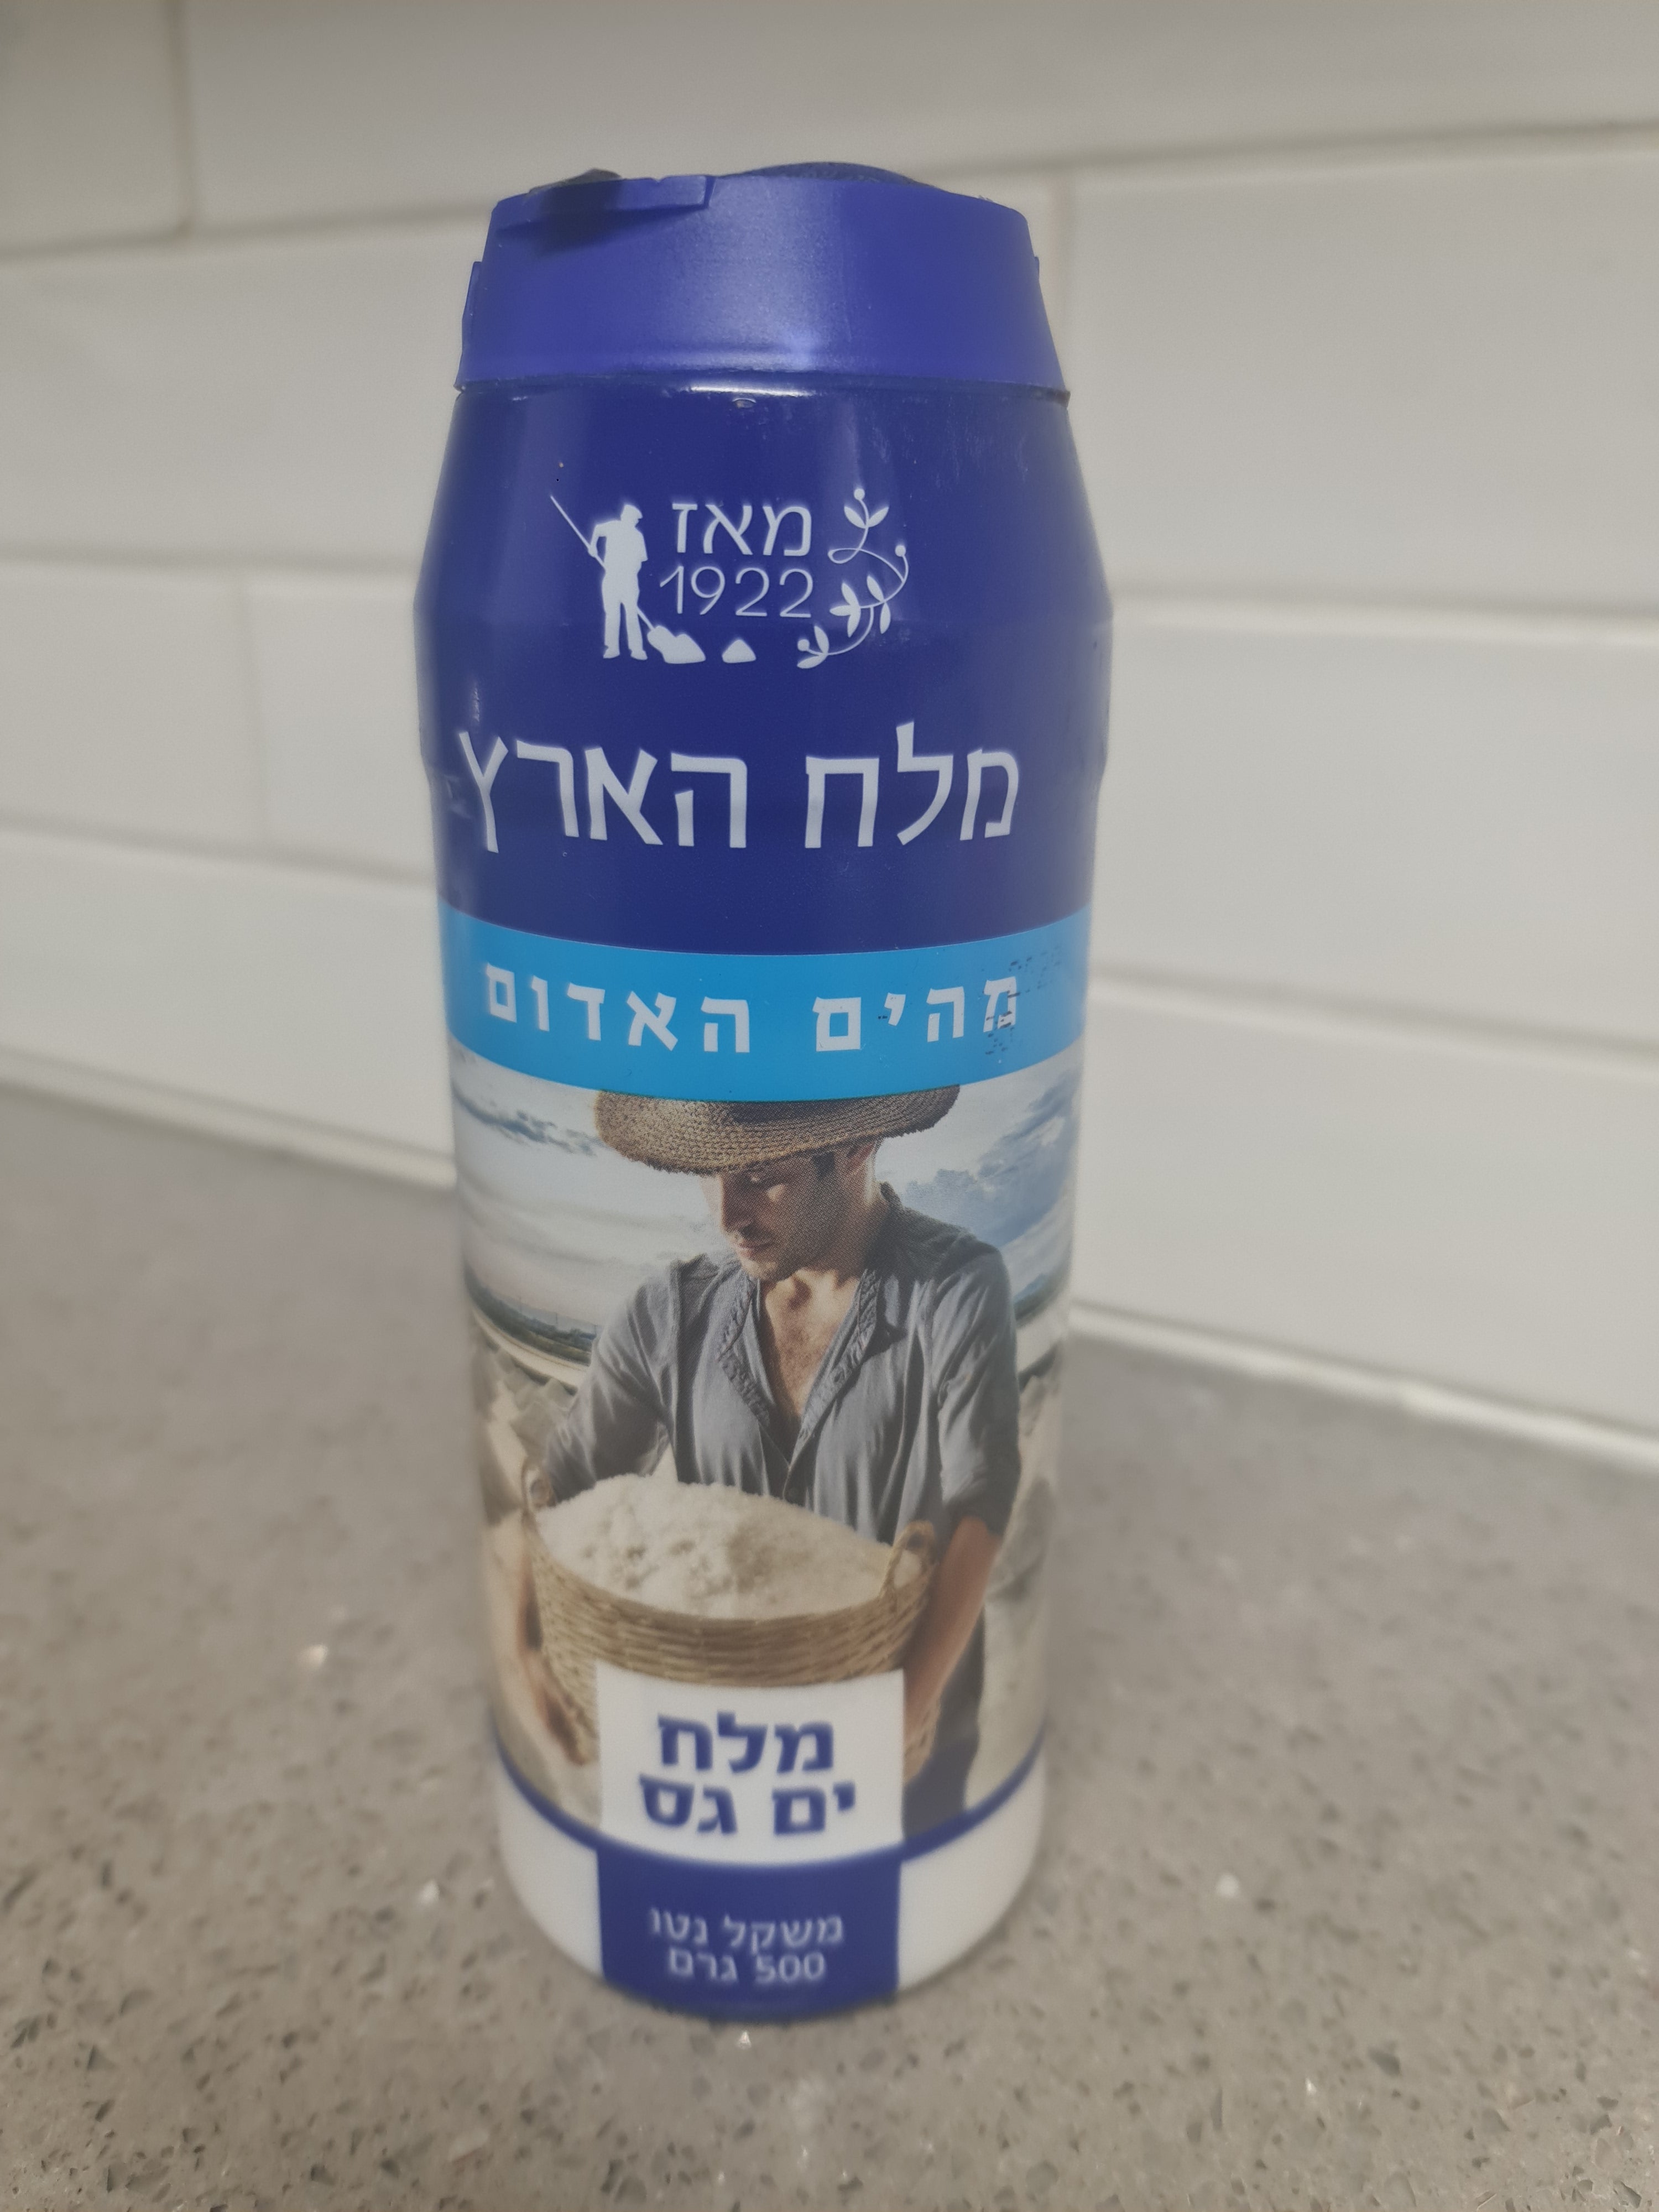 מאז
1922
מלח הארץ
מהים האדום
מלח
ים גס
משקל נטו
500 גרם